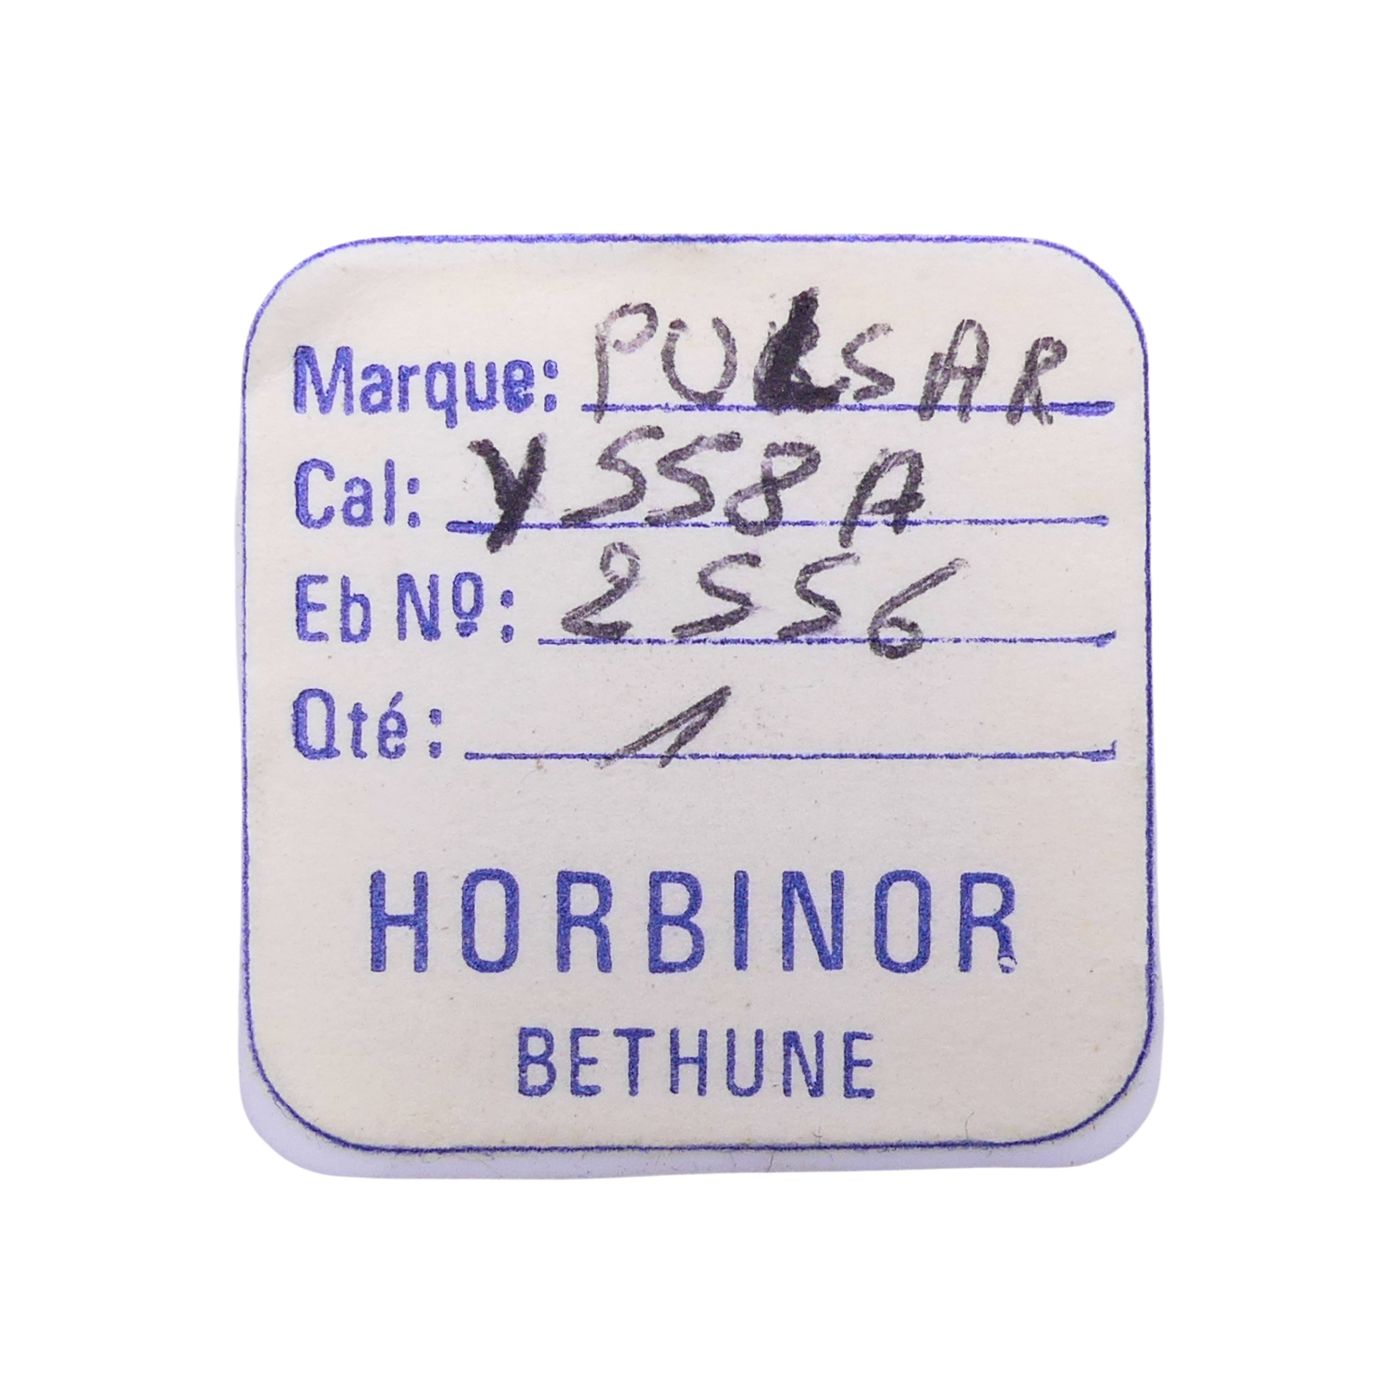 Marque: PULSAR
Cal: Y558A
Eb Nº: 2556
Qté: 1
HORBINOR
BETHUNE